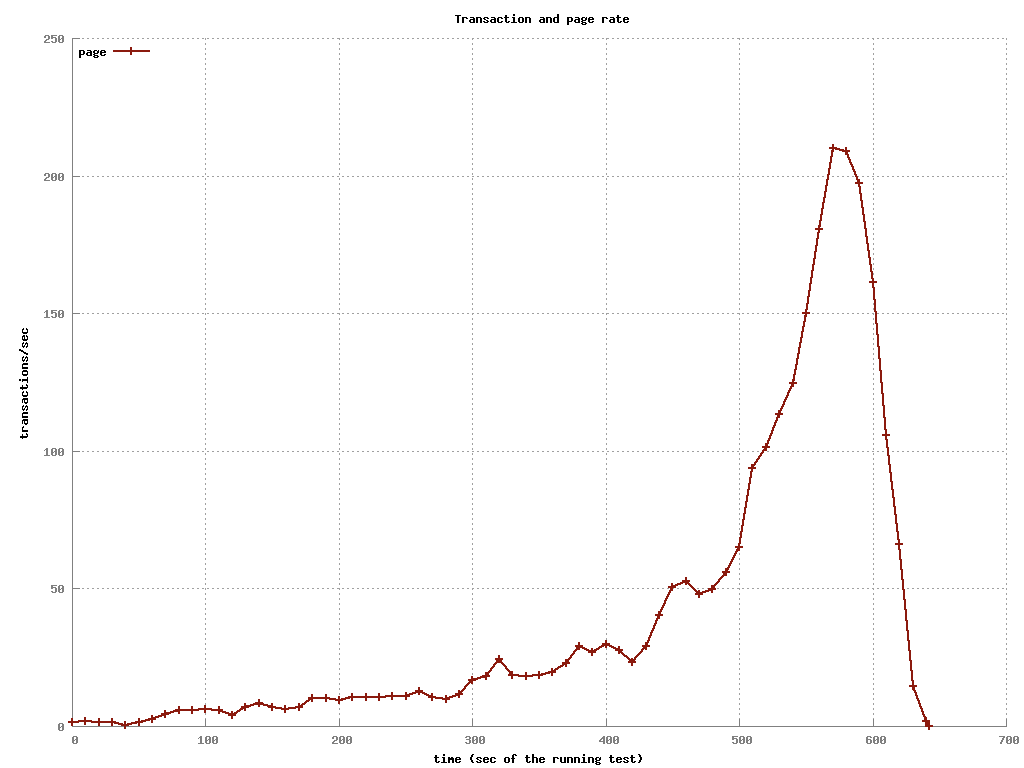 Transaction and page rate
250
page
200
150
transactions/sec
100
50
0
0 100 200 300 400 500 600 700
time (sec of the running test)